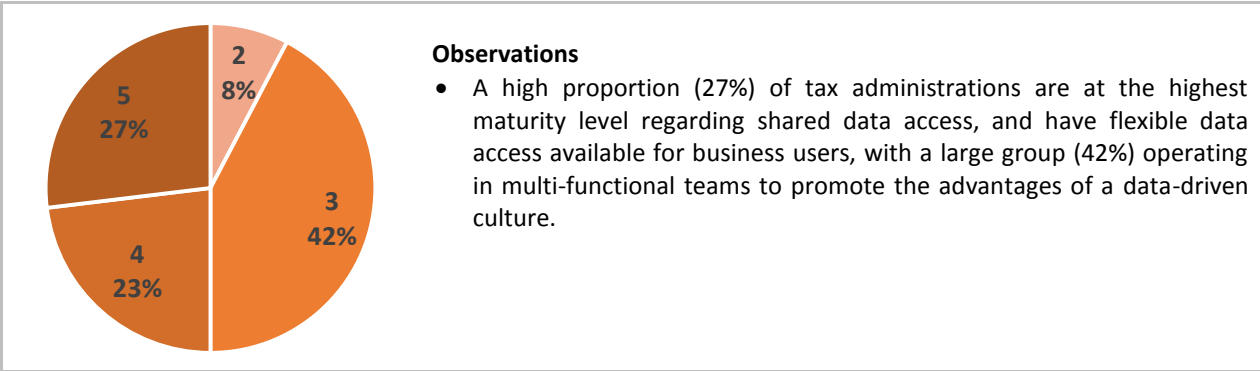 2
8%
3
42%
4
23%
5
27%
Observations
• A high proportion (27%) of tax administrations are at the highest
maturity level regarding shared data access, and have flexible data
access available for business users, with a large group (42%) operating
in multi-functional teams to promote the advantages of a data-driven
culture.